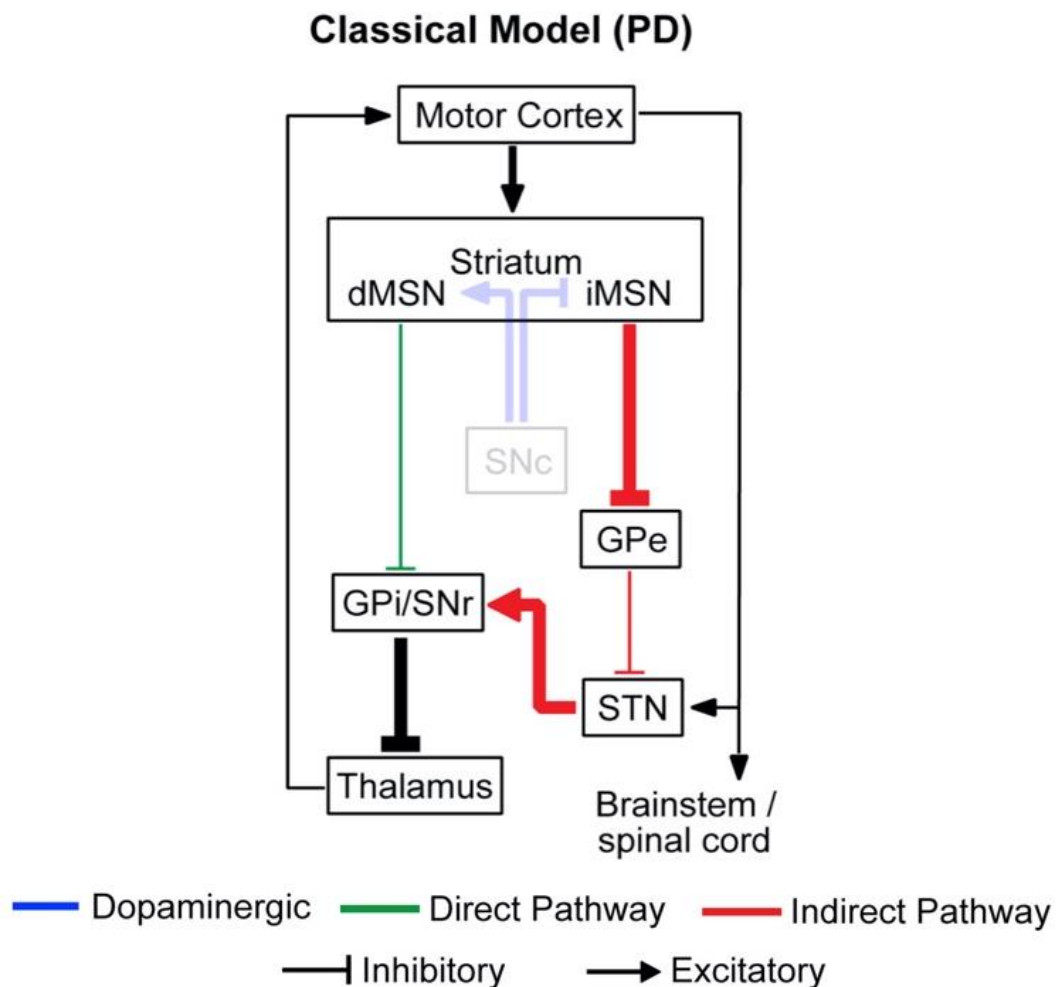 Classical Model (PD)
Motor Cortex
Striatum
dMSN
iMSN
SNc
GPe
GPi/SNr
STN
Thalamus
Brainstem /
spinal cord
Dopaminergic
Direct Pathway
Indirect Pathway
Inhibitory
Excitatory